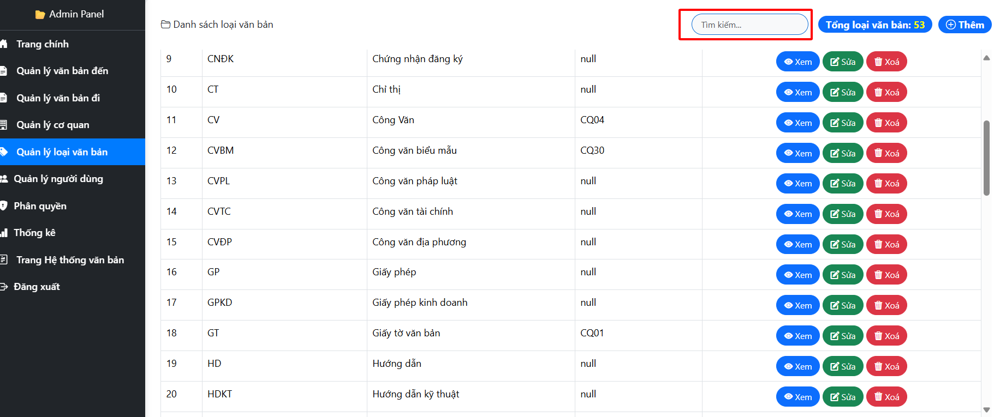 Admin Panel
Trang chính
Quản lý văn bản đến
Quản lý văn bản đi
Quản lý cơ quan
Quản lý loại văn bản
Quản lý người dùng
Phân quyền
Thống kê
Trang Hệ thống văn bản
Đăng xuất
Danh sách loại văn bản
Tìm kiếm...
Tổng loại văn bản: 53
Thêm
9 CNĐK Chứng nhận đăng ký null Xem Sửa Xoá
10 CT Chỉ thị null Xem Sửa Xoá
11 CV Công Văn CQ04 Xem Sửa Xoá
12 CVBM Công văn biểu mẫu CQ30 Xem Sửa Xoá
13 CVPL Công văn pháp luật null Xem Sửa Xoá
14 CVTC Công văn tài chính null Xem Sửa Xoá
15 CVĐP Công văn địa phương null Xem Sửa Xoá
16 GP Giấy phép null Xem Sửa Xoá
17 GPKD Giấy phép kinh doanh null Xem Sửa Xoá
18 GT Giấy tờ văn bản CQ01 Xem Sửa Xoá
19 HD Hướng dẫn null Xem Sửa Xoá
20 HDKT Hướng dẫn kỹ thuật null Xem Sửa Xoá